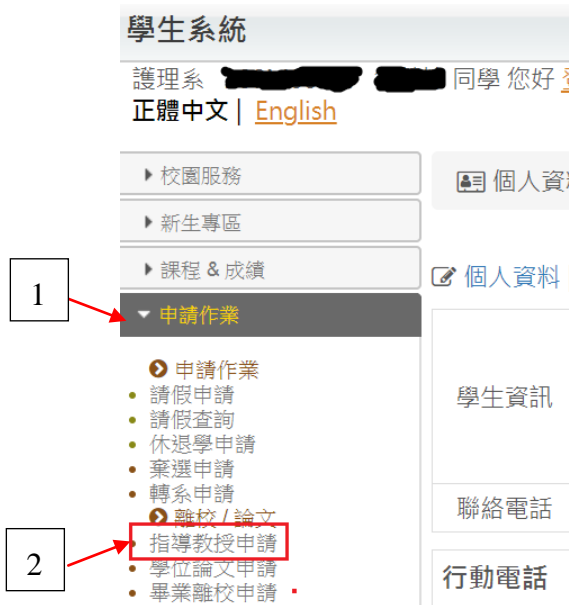 學生系統
護理系 同學 您好
正體中文 | English
校園服務
個人資
新生專區
課程 & 成績
個人資料
1
申請作業
申請作業
請假申請
學生資訊
請假查詢
休退學申請
棄選申請
轉系申請
聯絡電話
離校 / 論文
指導教授申請
2
學位論文申請
行動電話
畢業離校申請